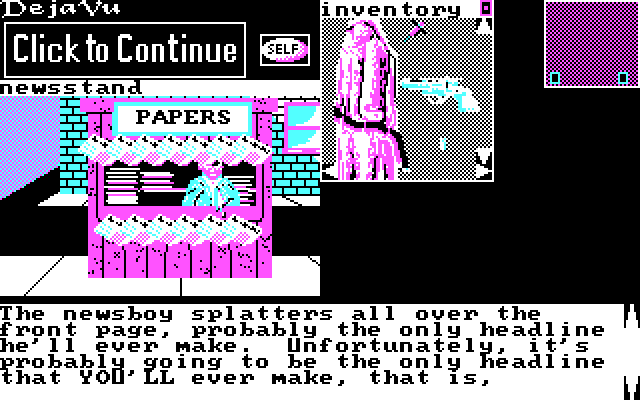 DejaVu
Click to Continue
SELF
newsstand
PAPERS
inventory
The newsboy splatters all over the
front page, probably the only headline
he'll ever make.  Unfortunately, it's
probably going to be the only headline
that YOU'LL ever make, that is,